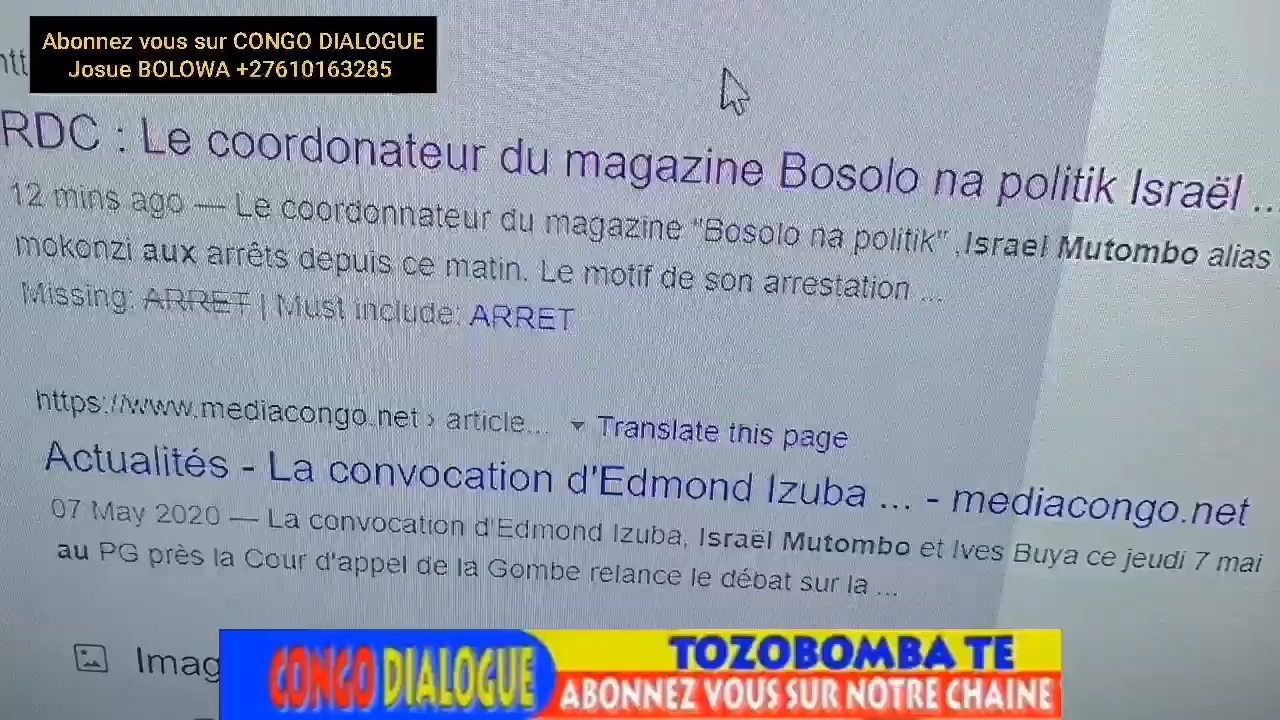 Abonnez vous sur CONGO DIALOGUE
Josue BOLOWA +27610163285
RDC : Le coordonateur du magazine Bosolo na politik Israël ...
12 mins ago — Le coordonnateur du magazine "Bosolo na politik" ,Israel Mutombo alias
mokonzi aux arrêts depuis ce matin. Le motif de son arrestation ...
Missing: ARRET | Must include: ARRET
https://www.mediacongo.net › article... Translate this page
Actualités - La convocation d'Edmond Izuba ... - mediacongo.net
07 May 2020 — La convocation d'Edmond Izuba, Israël Mutombo et Ives Buya ce jeudi 7 mai
au PG près la Cour d'appel de la Gombe relance le débat sur la ...
Imag
CONGO DIALOGUE
TOZOBOMBA TE
ABONNEZ VOUS SUR NOTRE CHAINE